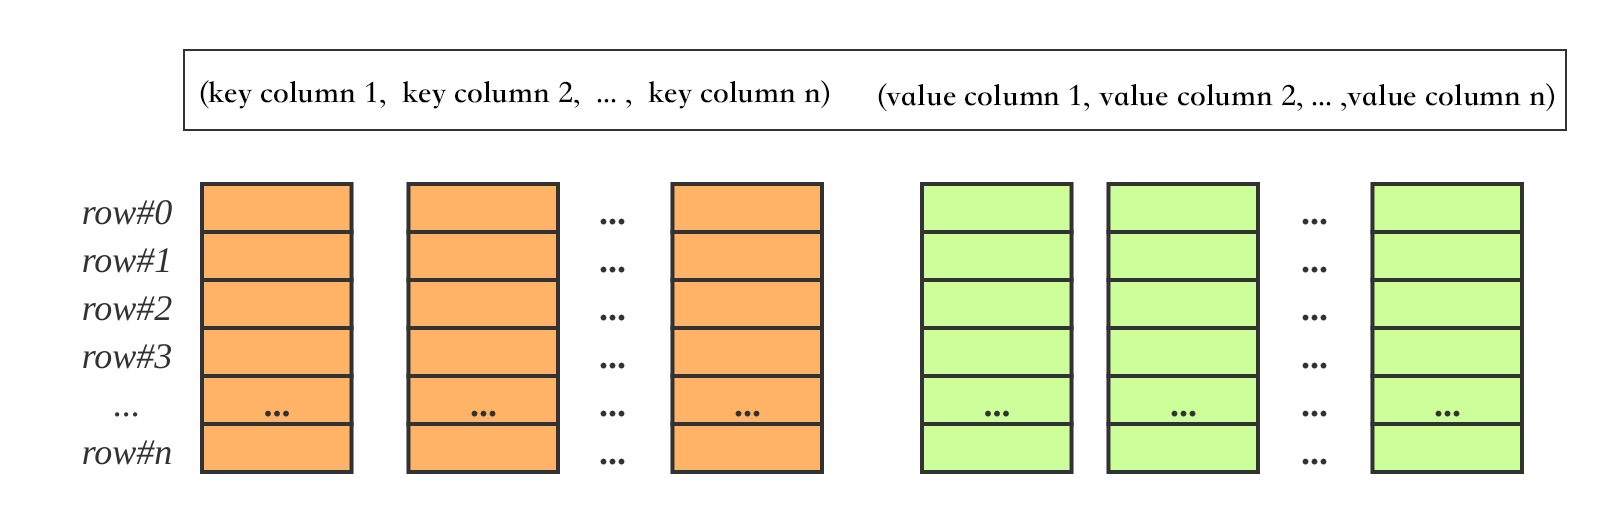 (key column 1, key column 2, ... , key column n) (value column 1, value column 2, ... ,value column n)
row#0 ... ...
row#1 ... ...
row#2 ... ...
row#3 ... ...
... ... ... ... ... ... ... ... ...
row#n ... ...